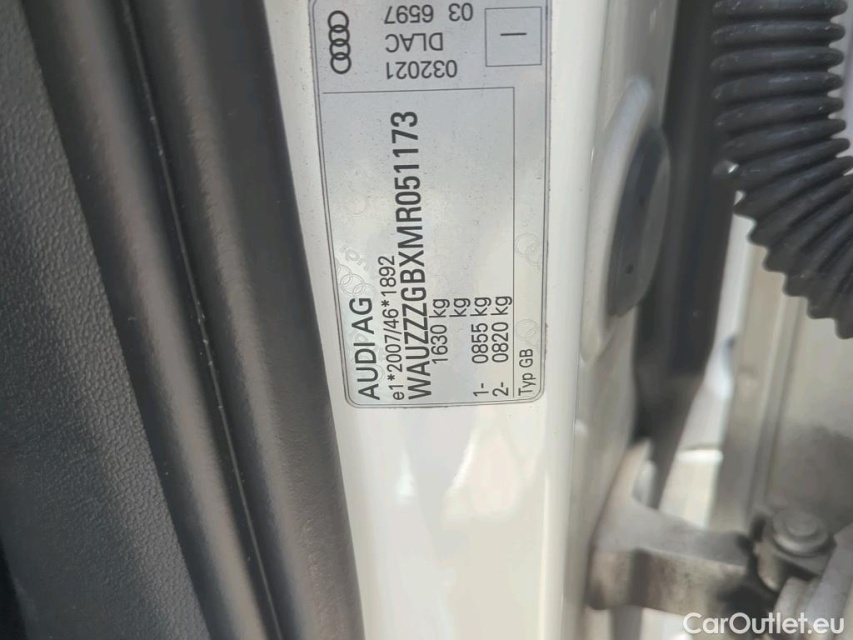 AUDI AG
e1*2007/46*1892
WAUZZZGBXMR051173
1630 kg
kg
1- 0855 kg
2- 0820 kg
Typ GB
032021
DLAC
03 6597
CarOutlet.eu